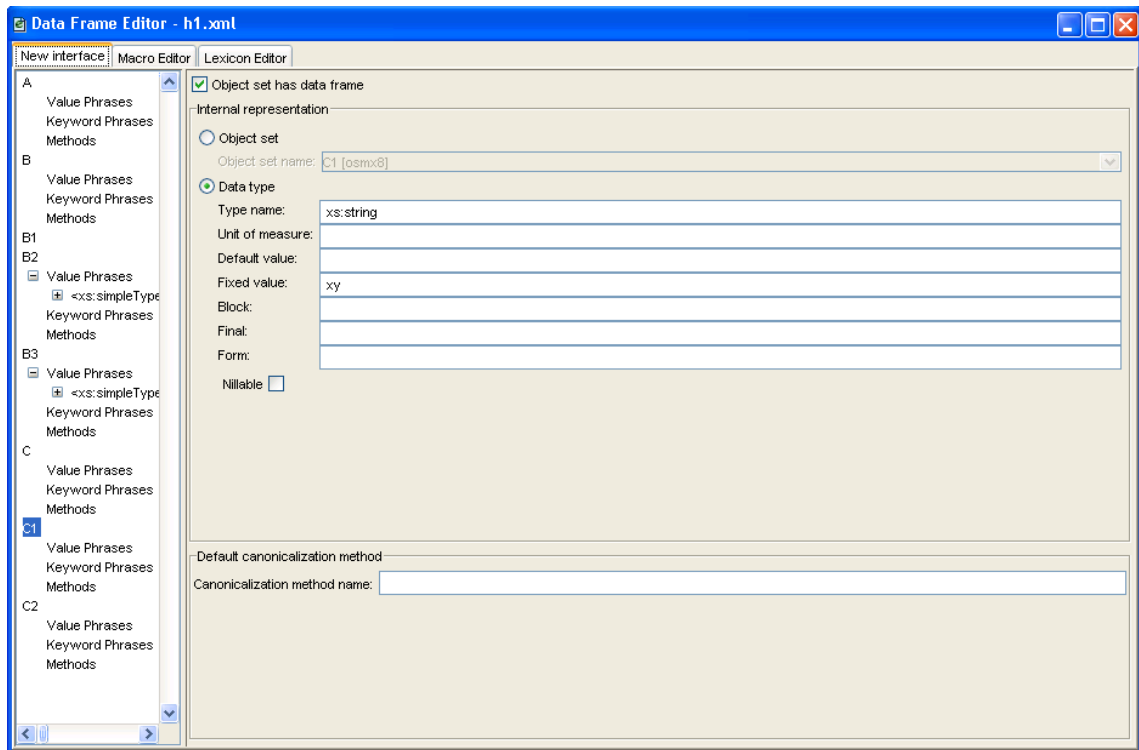 Data Frame Editor - h1.xml
New interface Macro Editor Lexicon Editor
A
Value Phrases
Keyword Phrases
Methods
B
Value Phrases
Keyword Phrases
Methods
B1
B2
Value Phrases
<xs:simpleType
Keyword Phrases
Methods
B3
Value Phrases
<xs:simpleType
Keyword Phrases
Methods
C
Value Phrases
Keyword Phrases
Methods
C1
Value Phrases
Keyword Phrases
Methods
C2
Value Phrases
Keyword Phrases
Methods
Object set has data frame
Internal representation
Object set
Object set name: C1 [osmx8]
Data type
Type name: xs:string
Unit of measure:
Default value:
Fixed value: xy
Block:
Final:
Form:
Nillable
Default canonicalization method
Canonicalization method name: